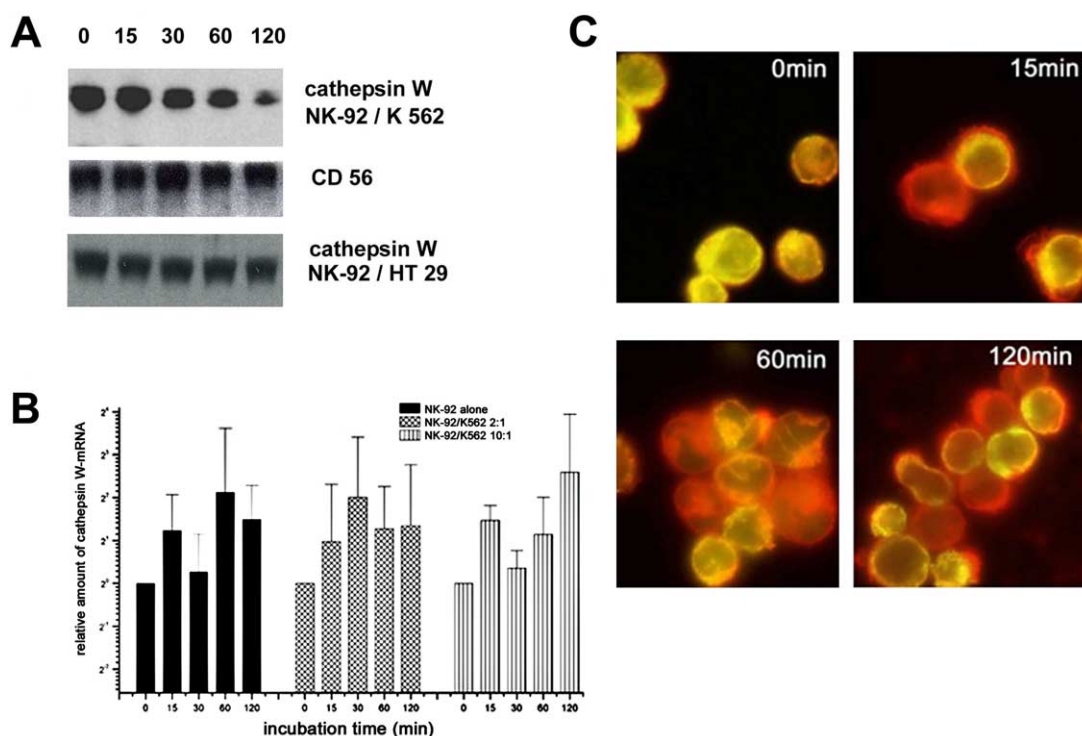 A
0 15 30 60 120
cathepsin W
NK-92 / K 562
CD 56
cathepsin W
NK-92 / HT 29
B
relative amount of cathepsin W-mRNA
NK-92 alone
NK-92/K562 2:1
NK-92/K562 10:1
0 15 30 60 120 0 15 30 60 120 0 15 30 60 120
incubation time (min)
C
0min
15min
60min
120min